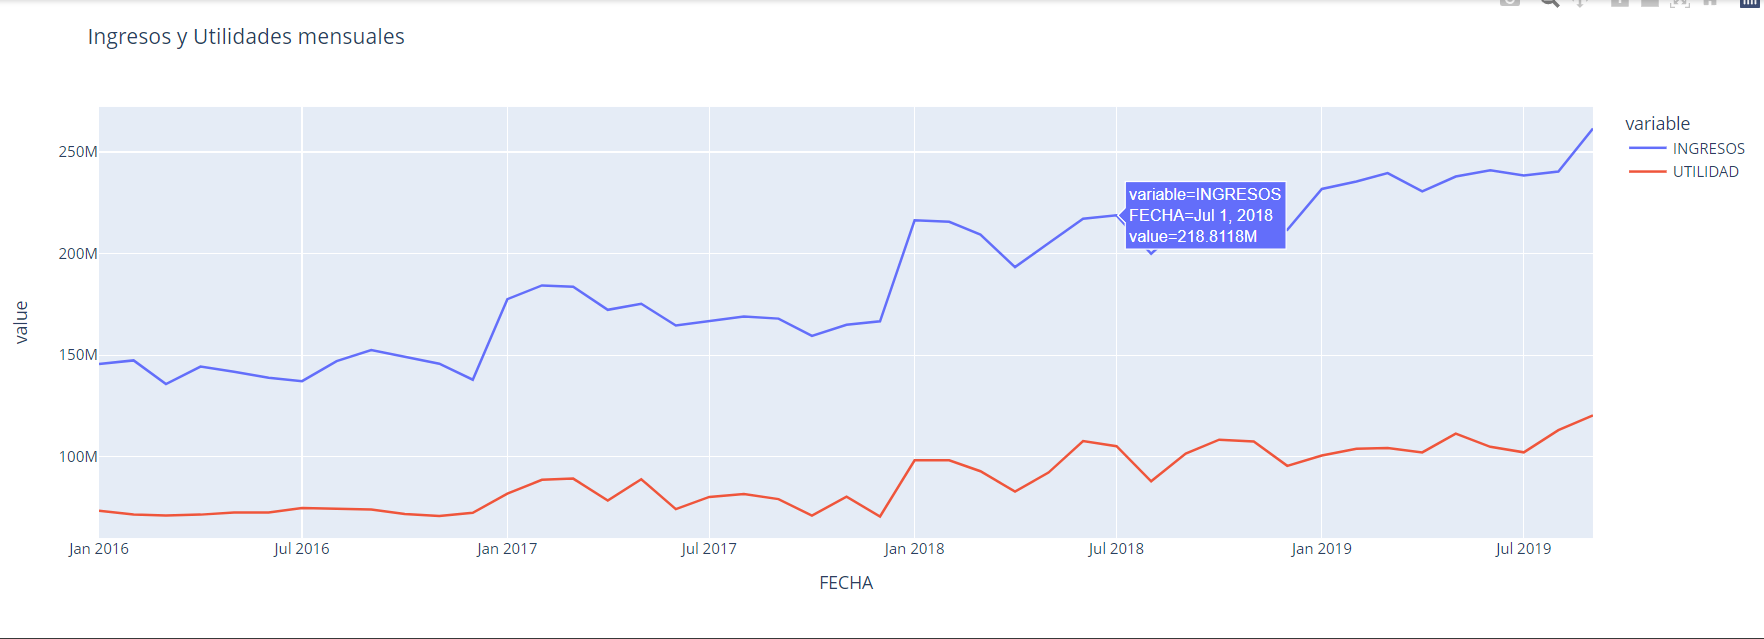 Ingresos y Utilidades mensuales
variable
INGRESOS
UTILIDAD
250M
200M
150M
100M
value
variable=INGRESOS
FECHA=Jul 1, 2018
value=218.8118M
Jan 2016
Jul 2016
Jan 2017
Jul 2017
Jan 2018
Jul 2018
Jan 2019
Jul 2019
FECHA